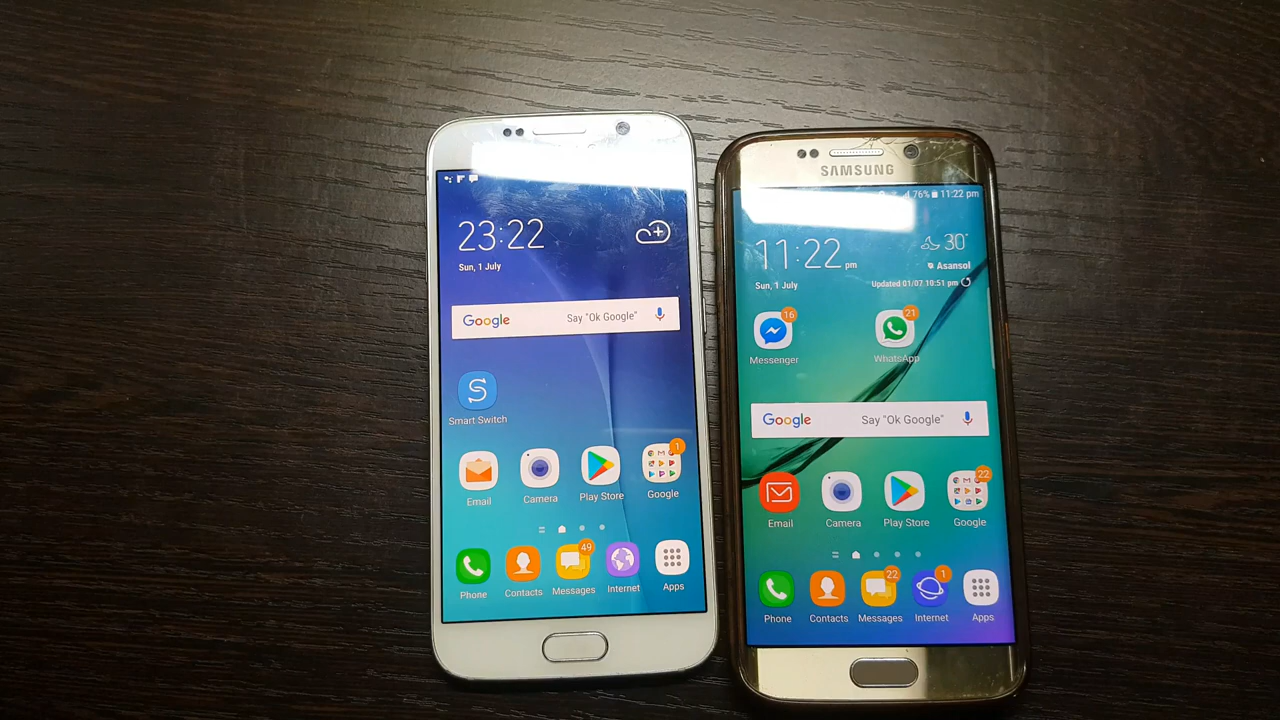 23:22
Sun, 1 July
Google Say "Ok Google"
Smart Switch
1
Email Camera Play Store Google
49
Phone Contacts Messages Internet Apps
SAMSUNG
76% 11:22 pm
11:22 pm
30°
Asansol
Sun, 1 July
Updated 01/07 10:51 pm
16 21
Messenger WhatsApp
Google Say "Ok Google"
22
Email Camera Play Store Google
22 1
Phone Contacts Messages Internet Apps